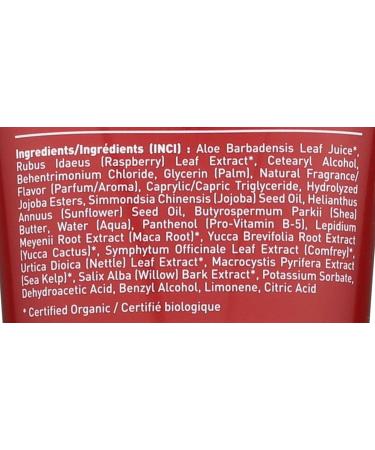 Ingredients/Ingrédients (INCI) : Aloe Barbadensis Leaf Juice*,
Rubus Idaeus (Raspberry) Leaf Extract*, Cetearyl Alcohol,
Behentrimonium Chloride, Glycerin (Palm), Natural Fragrance/
Flavor (Parfum/Aroma), Caprylic/Capric Triglyceride, Hydrolyzed
Jojoba Esters, Simmondsia Chinensis (Jojoba) Seed Oil, Helianthus
Annuus (Sunflower) Seed Oil, Butyrospermum Parkii (Shea)
Butter, Water (Aqua), Panthenol (Pro-Vitamin B-5), Lepidium
Meyenii Root Extract (Maca Root)*, Yucca Brevifolia Root Extract
(Yucca Cactus)*, Symphytum Officinale Leaf Extract (Comfrey)*,
Urtica Dioica (Nettle) Leaf Extract*, Macrocystis Pyrifera Extract
(Sea Kelp)*, Salix Alba (Willow) Bark Extract*, Potassium Sorbate,
Dehydroacetic Acid, Benzyl Alcohol, Limonene, Citric Acid
* Certified Organic / Certifié biologique